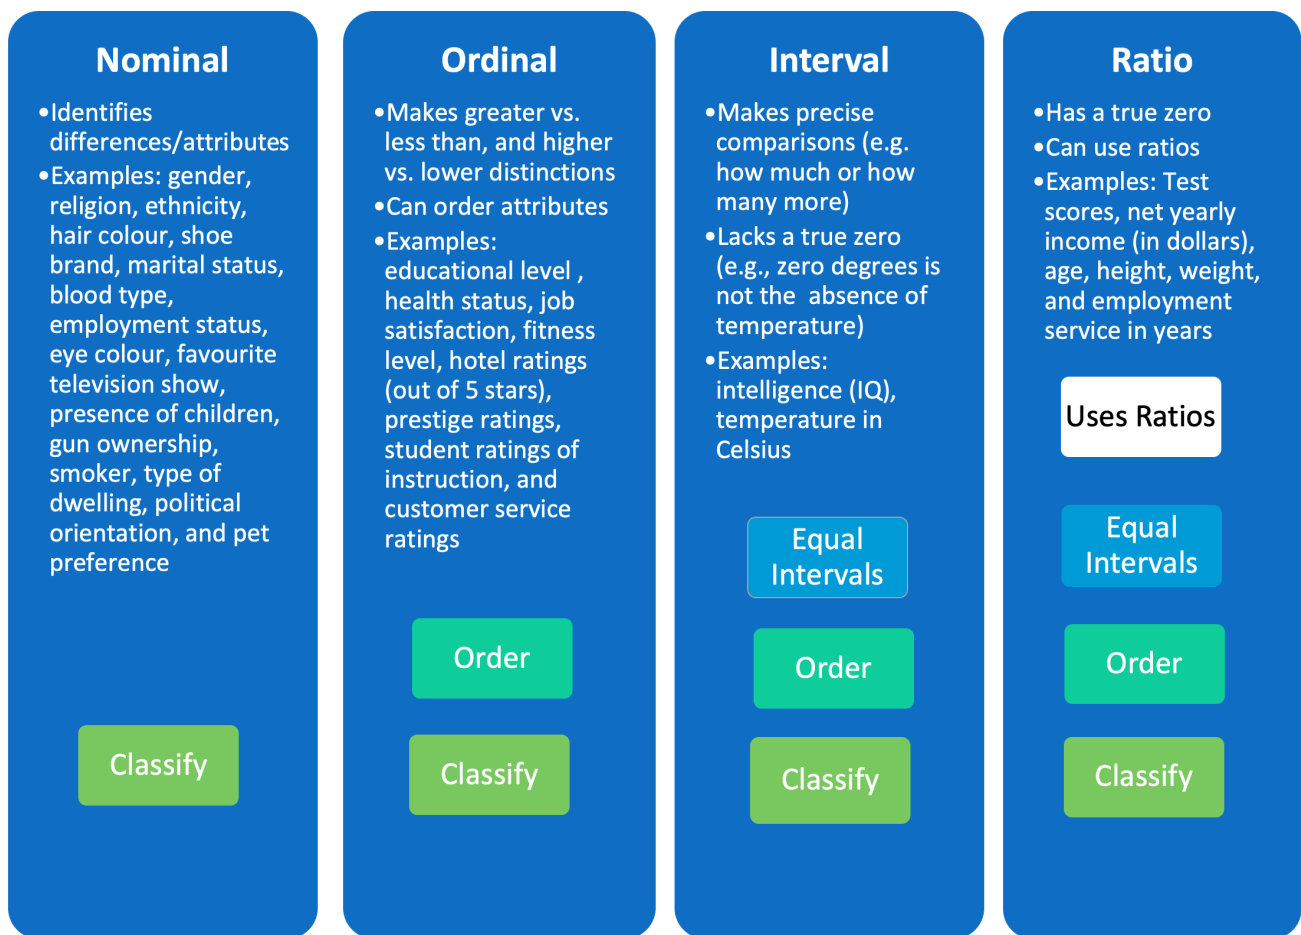 Nominal
•Identifies
differences/attributes
•Examples: gender,
religion, ethnicity,
hair colour, shoe
brand, marital status,
blood type,
employment status,
eye colour, favourite
television show,
presence of children,
gun ownership,
smoker, type of
dwelling, political
orientation, and pet
preference
Classify
Ordinal
•Makes greater vs.
less than, and higher
vs. lower distinctions
•Can order attributes
•Examples:
educational level ,
health status, job
satisfaction, fitness
level, hotel ratings
(out of 5 stars),
prestige ratings,
student ratings of
instruction, and
customer service
ratings
Order
Classify
Interval
•Makes precise
comparisons (e.g.
how much or how
many more)
•Lacks a true zero
(e.g., zero degrees is
not the  absence of
temperature)
•Examples:
intelligence (IQ),
temperature in
Celsius
Equal
Intervals
Order
Classify
Ratio
•Has a true zero
•Can use ratios
•Examples: Test
scores, net yearly
income (in dollars),
age, height, weight,
and employment
service in years
Uses Ratios
Equal
Intervals
Order
Classify